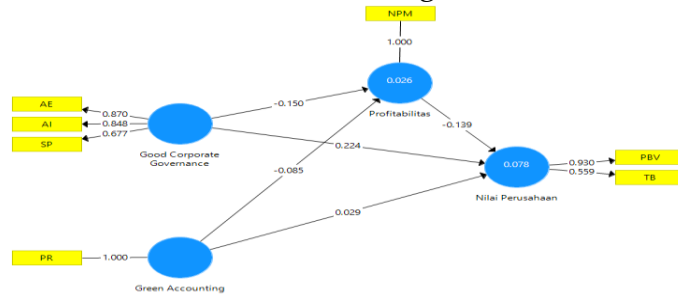 NPM
1.000
0.026
Profitabilitas
AE
AI
SP
0.870
0.848
0.677
Good Corporate
Governance
-0.150
-0.139
0.224
-0.085
0.029
0.078
Nilai Perusahaan
0.930
0.559
PBV
TB
PR
1.000
Green Accounting